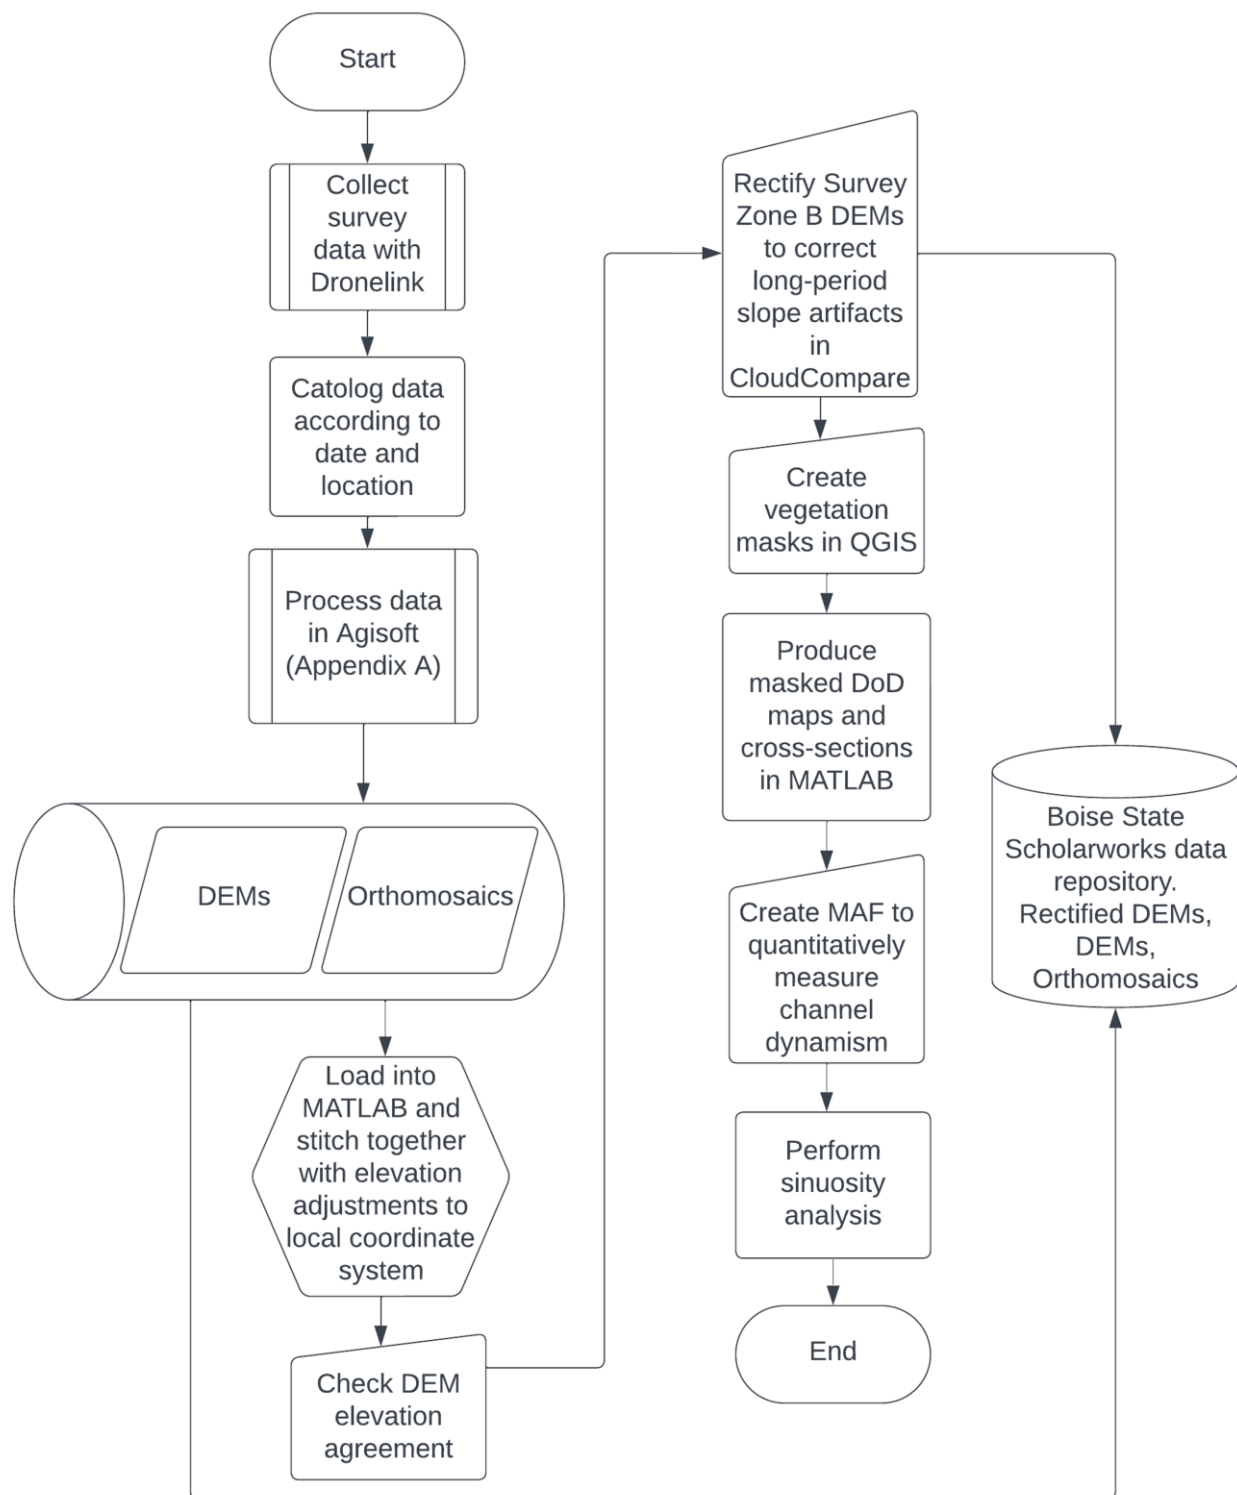 Start
Collect
survey
data with
Dronelink
Catolog data
according to
date and
location
Process data
in Agisoft
(Appendix A)
DEMs
Orthomosaics
Load into
MATLAB and
stitch together
with elevation
adjustments to
local coordinate
system
Check DEM
elevation
agreement
Rectify Survey
Zone B DEMs
to correct
long-period
slope artifacts
in
CloudCompare
Create
vegetation
masks in QGIS
Produce
masked DoD
maps and
cross-sections
in MATLAB
Create MAF to
quantitatively
measure
channel
dynamism
Perform
sinuosity
analysis
End
Boise State
Scholarworks data
repository.
Rectified DEMs,
DEMs,
Orthomosaics